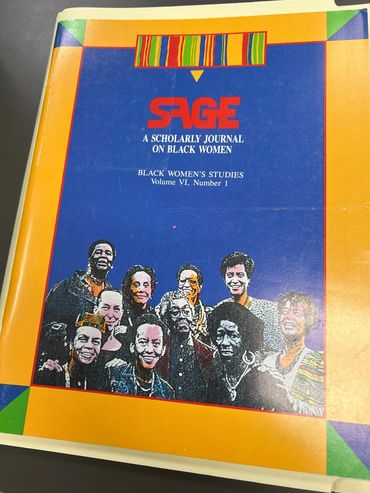 SAGE
A SCHOLARLY JOURNAL
ON BLACK WOMEN
BLACK WOMEN'S STUDIES
Volume VI, Number 1